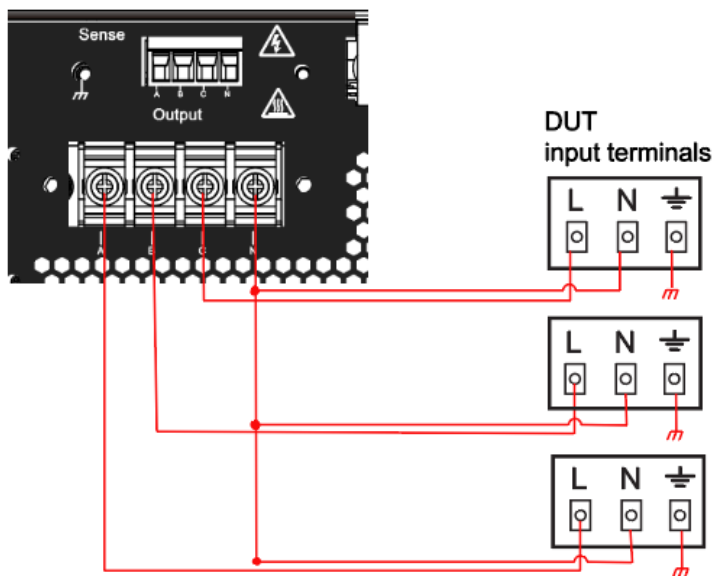 Sense
A B C N
Output
A B C N
DUT
input terminals
L N
L N
L N